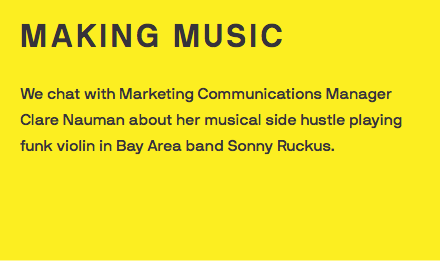 MAKING MUSIC
We chat with Marketing Communications Manager
Clare Nauman about her musical side hustle playing
funk violin in Bay Area band Sonny Ruckus.